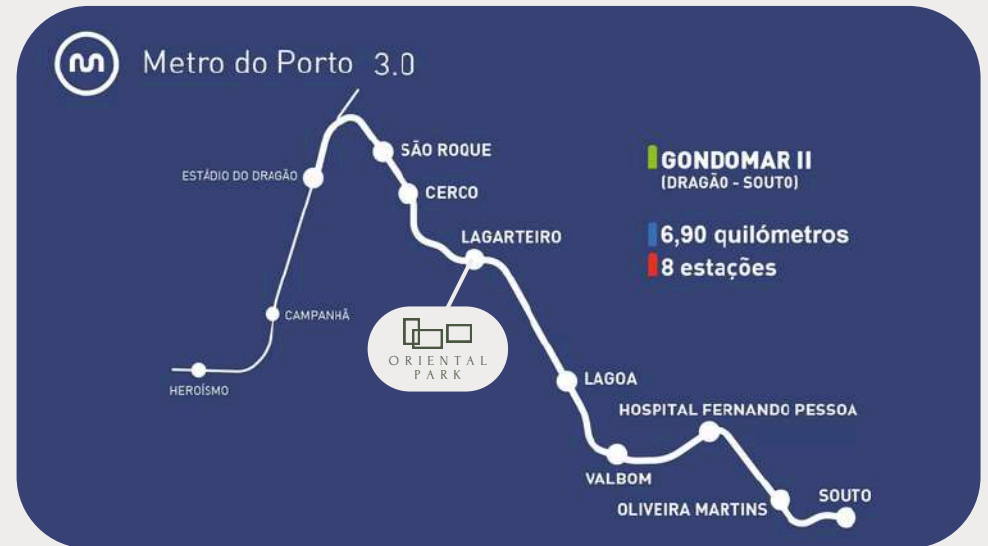 Metro do Porto 3.0
SÃO ROQUE
ESTÁDIO DO DRAGÃO
CERCO
LAGARTEIRO
GONDOMAR II
(DRAGÃO - SOUTO)
6,90 quilómetros
8 estações
CAMPANHÃ
ORIENTAL
PARK
HEROÍSMO
LAGOA
HOSPITAL FERNANDO PESSOA
VALBOM
OLIVEIRA MARTINS
SOUTO